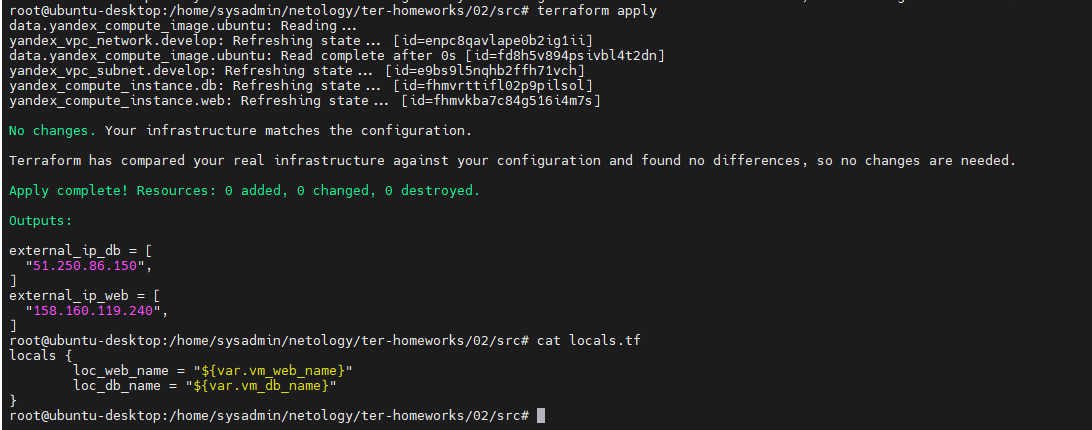 root@ubuntu-desktop:/home/sysadmin/netology/ter-homeworks/02/src# terraform apply
data.yandex_compute_image.ubuntu: Reading...
yandex_vpc_network.develop: Refreshing state... [id=enpc8qavlape0b2ig1ii]
data.yandex_compute_image.ubuntu: Read complete after 0s [id=fd8h5v894psivbl4t2dn]
yandex_vpc_subnet.develop: Refreshing state... [id=e9bs9l5nqhb2ffh71vch]
yandex_compute_instance.db: Refreshing state... [id=fhmvrttifl02p9pilsol]
yandex_compute_instance.web: Refreshing state... [id=fhmvkba7c84g516i4m7s]
No changes. Your infrastructure matches the configuration.
Terraform has compared your real infrastructure against your configuration and found no differences, so no changes are needed.
Apply complete! Resources: 0 added, 0 changed, 0 destroyed.
Outputs:
external_ip_db = [
  "51.250.86.150",
]
external_ip_web = [
  "158.160.119.240",
]
root@ubuntu-desktop:/home/sysadmin/netology/ter-homeworks/02/src# cat locals.tf
locals {
        loc_web_name = "${var.vm_web_name}"
        loc_db_name = "${var.vm_db_name}"
}
root@ubuntu-desktop:/home/sysadmin/netology/ter-homeworks/02/src#